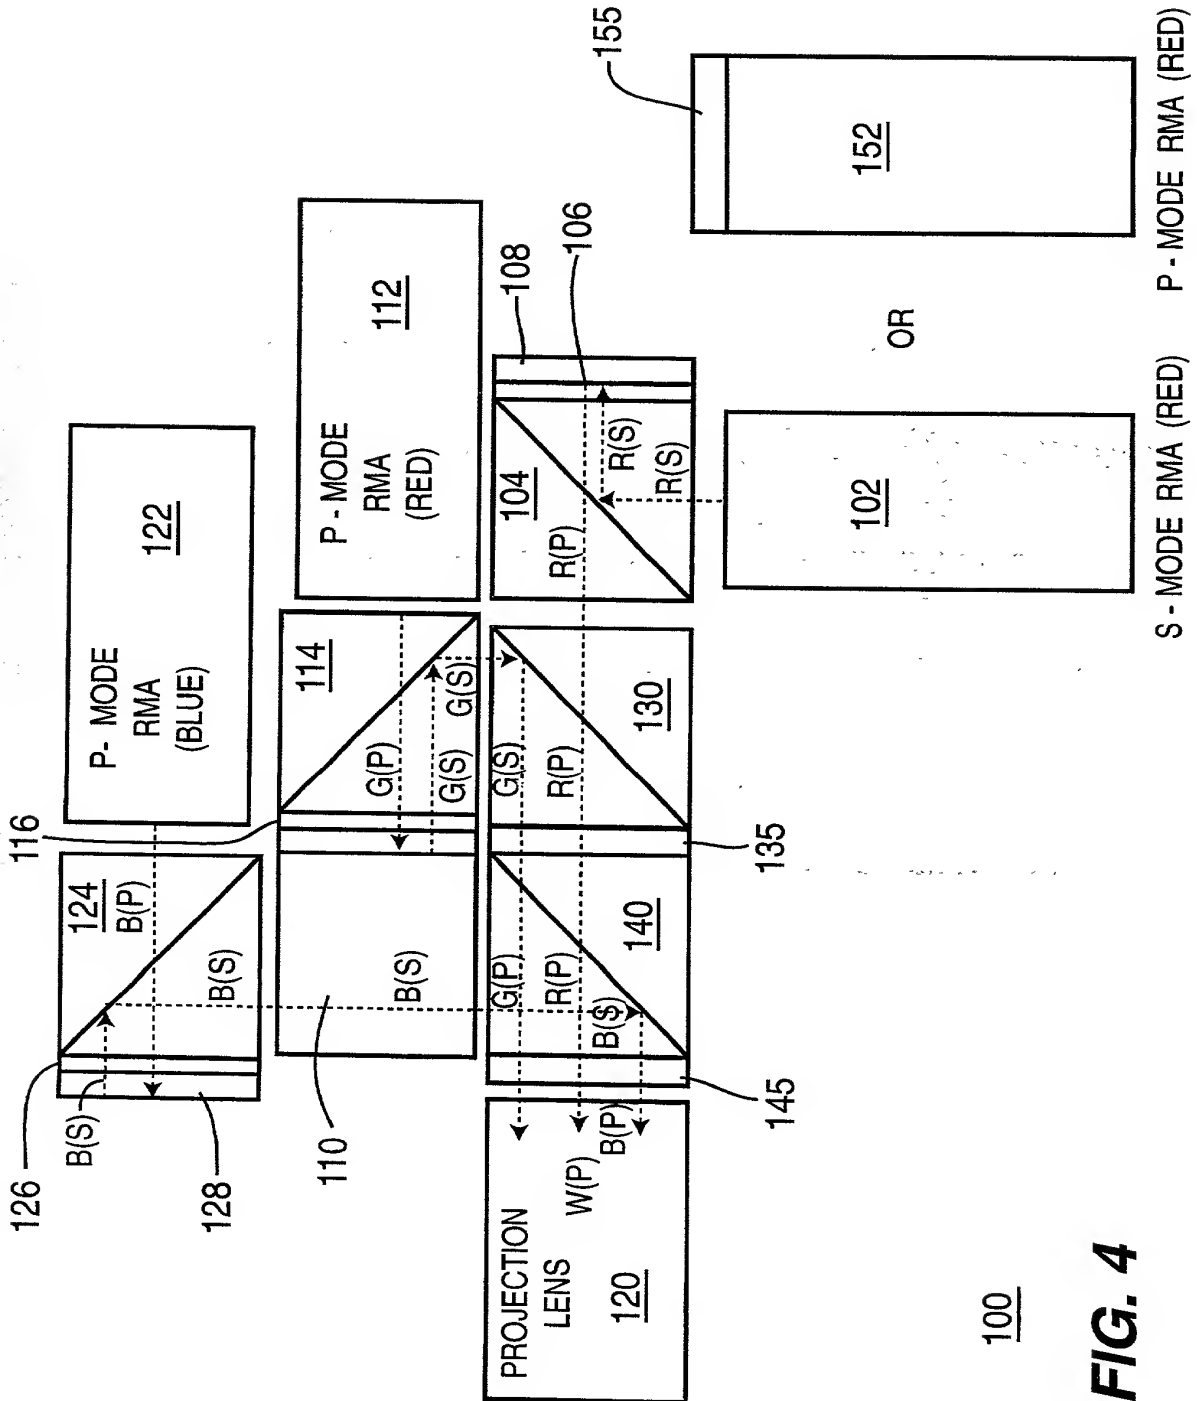 P- MODE
RMA
(BLUE)
122
116
124
B(P)
B(S)
126
B(S)
128
P - MODE
RMA
(RED)
112
114
G(P)
G(S)
G(S)
B(S)
110
108
106
104
R(P)
R(S)
R(S)
G(S)
R(P)
130
135
G(P)
R(P)
B(S)
140
145
PROJECTION
LENS
120
W(P)
B(P)
155
152
P - MODE RMA (RED)
OR
102
S - MODE RMA (RED)
100
FIG. 4